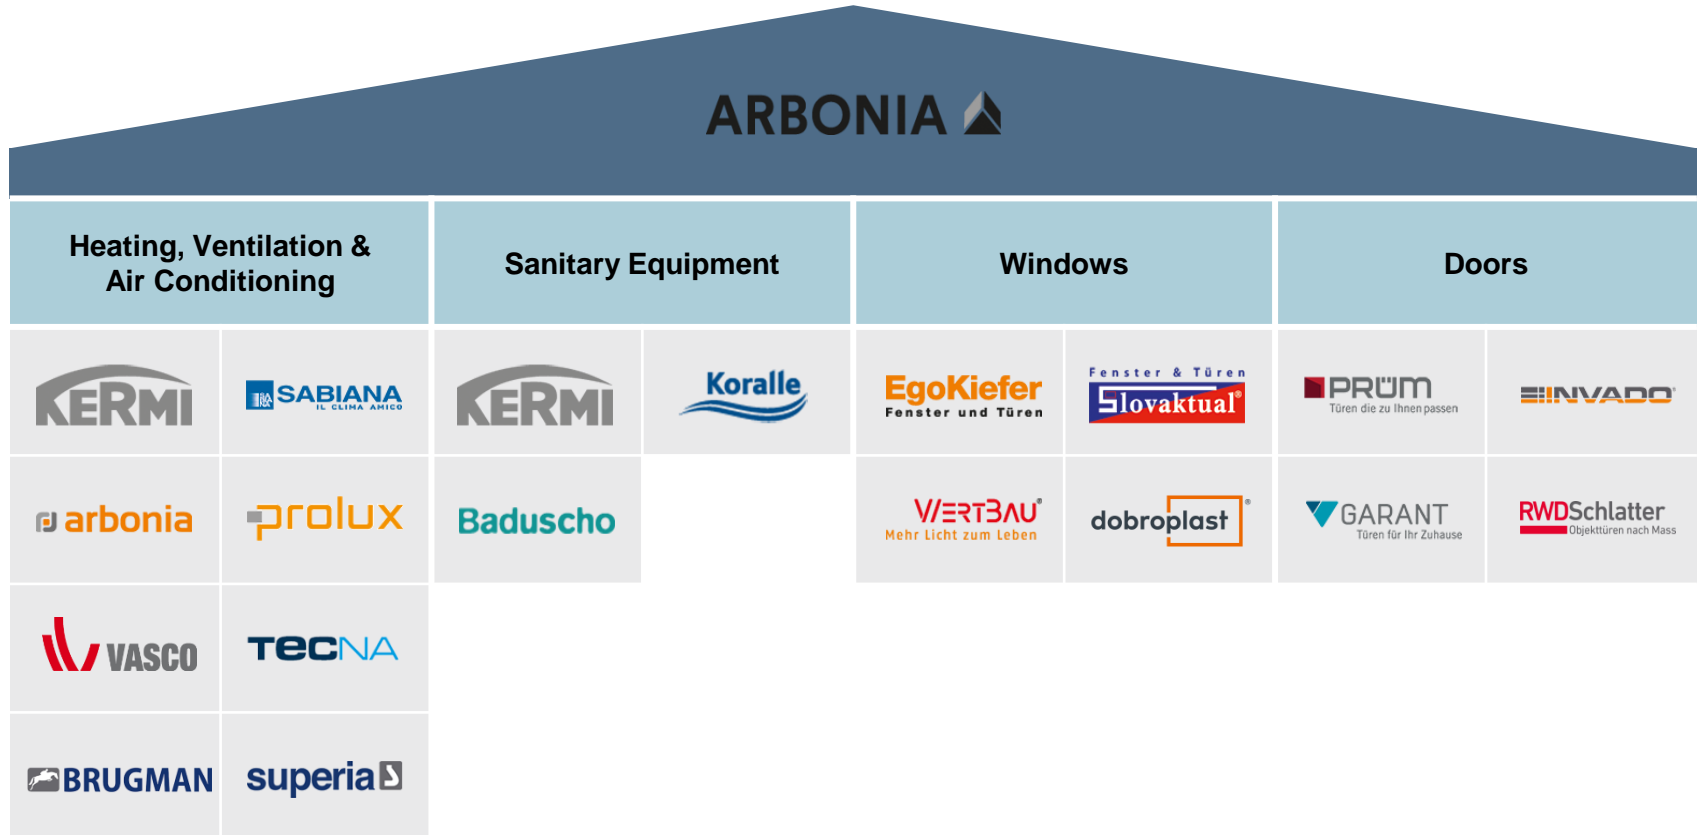 ARBONIA
Heating, Ventilation &
Air Conditioning
Sanitary Equipment
Windows
Doors
KERMI
SABIANA
IL CLIMA AMICO
KERMI
Koralle
EgoKiefer
Fenster und Türen
Fenster & Türen
Slovaktual®
PRÜM
Türen die zu Ihnen passen
INVADO®
arbonia
prolux
Baduscho
WERTBAU®
Mehr Licht zum Leben
dobroplast®
GARANT
Türen für Ihr Zuhause
RWDSchlatter
Objekttüren nach Mass
VASCO
TECNA
BRUGMAN
superia